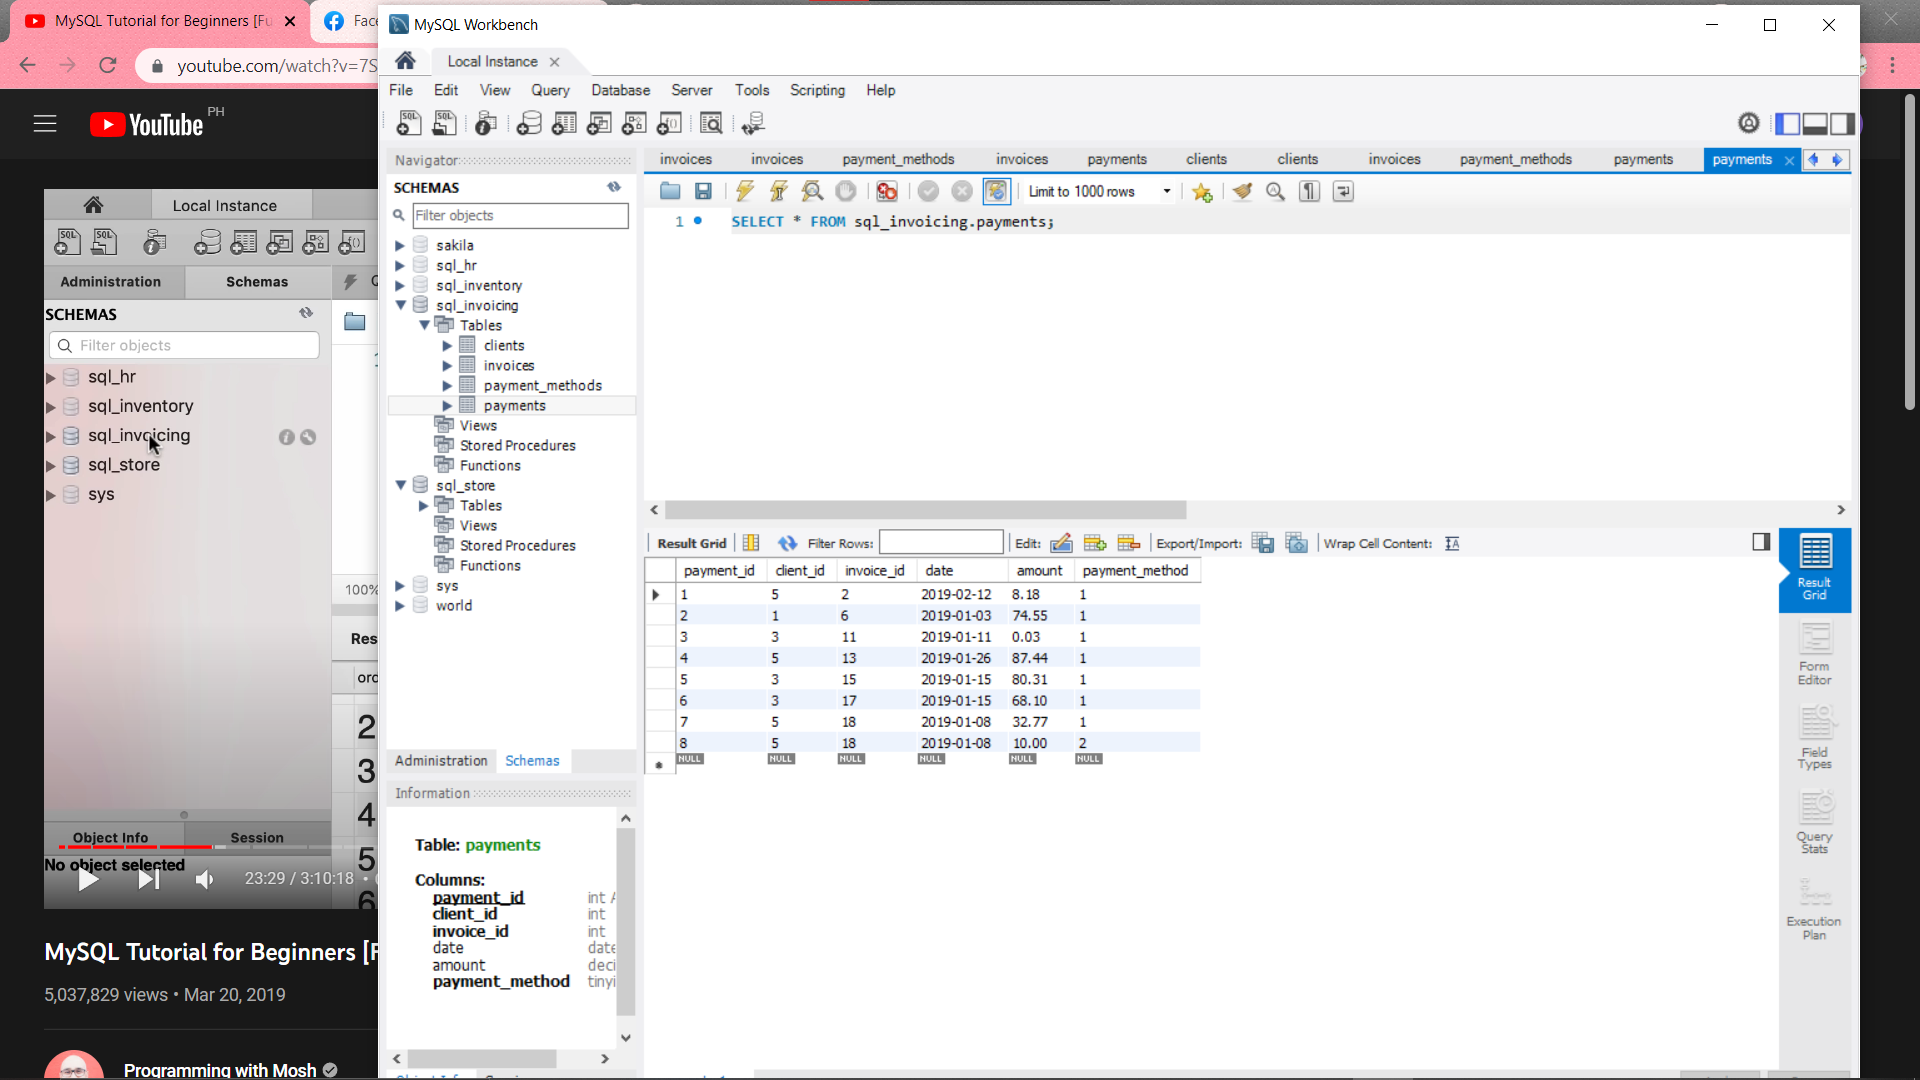 MySQL Tutorial for Beginners [Fu
Face
youtube.com/watch?v=7S
YouTube PH
Local Instance
Administration
Schemas
SCHEMAS
Filter objects
sql_hr
sql_inventory
sql_invoicing
sql_store
sys
100%
Res
ord
2
3
4
5
6
Object Info
Session
No object selected
23:29 / 3:10:18
MySQL Tutorial for Beginners [F
5,037,829 views • Mar 20, 2019
Programming with Mosh
MySQL Workbench
Local Instance
File Edit View Query Database Server Tools Scripting Help
Navigator
SCHEMAS
Filter objects
sakila
sql_hr
sql_inventory
sql_invoicing
Tables
clients
invoices
payment_methods
payments
Views
Stored Procedures
Functions
sql_store
Tables
Views
Stored Procedures
Functions
sys
world
Administration Schemas
Information
Table: payments
Columns:
payment_id int A
client_id int
invoice_id int
date date
amount deci
payment_method tinyi
invoices invoices payment_methods invoices payments clients clients invoices payment_methods payments payments
Limit to 1000 rows
1 SELECT * FROM sql_invoicing.payments;
Result Grid Filter Rows: Edit: Export/Import: Wrap Cell Content:
payment_id client_id invoice_id date amount payment_method
1 5 2 2019-02-12 8.18 1
2 1 6 2019-01-03 74.55 1
3 3 11 2019-01-11 0.03 1
4 5 13 2019-01-26 87.44 1
5 3 15 2019-01-15 80.31 1
6 3 17 2019-01-15 68.10 1
7 5 18 2019-01-08 32.77 1
8 5 18 2019-01-08 10.00 2
NULL NULL NULL NULL NULL NULL
Result
Grid
Form
Editor
Field
Types
Query
Stats
Execution
Plan